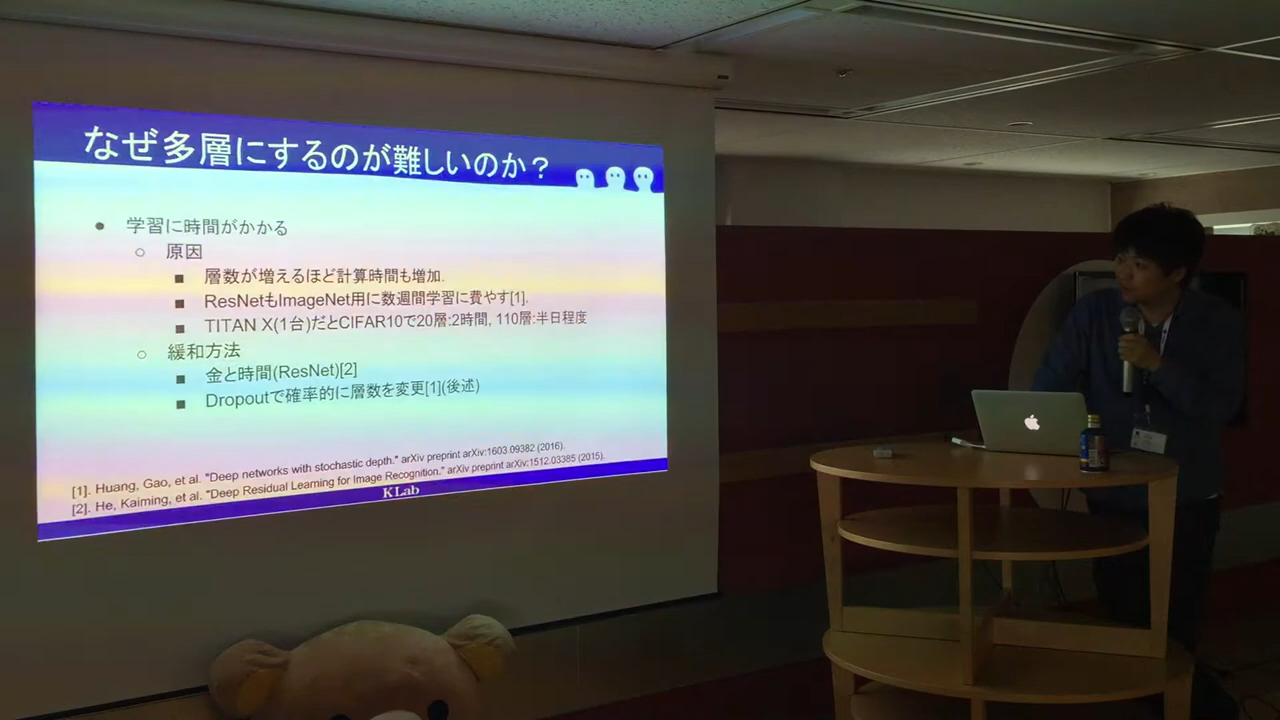 なぜ多層にするのが難しいのか？
● 学習に時間がかかる
○ 原因
■ 層数が増えるほど計算時間も増加.
■ ResNetもImageNet用に数週間学習に費やす[1].
■ TITAN X(1台)だとCIFAR10で20層:2時間, 110層:半日程度
○ 緩和方法
■ 金と時間(ResNet)[2]
■ Dropoutで確率的に層数を変更[1](後述)
[1]. Huang, Gao, et al. "Deep networks with stochastic depth." arXiv preprint arXiv:1603.09382 (2016).
[2]. He, Kaiming, et al. "Deep Residual Learning for Image Recognition." arXiv preprint arXiv:1512.03385 (2015).
KLab